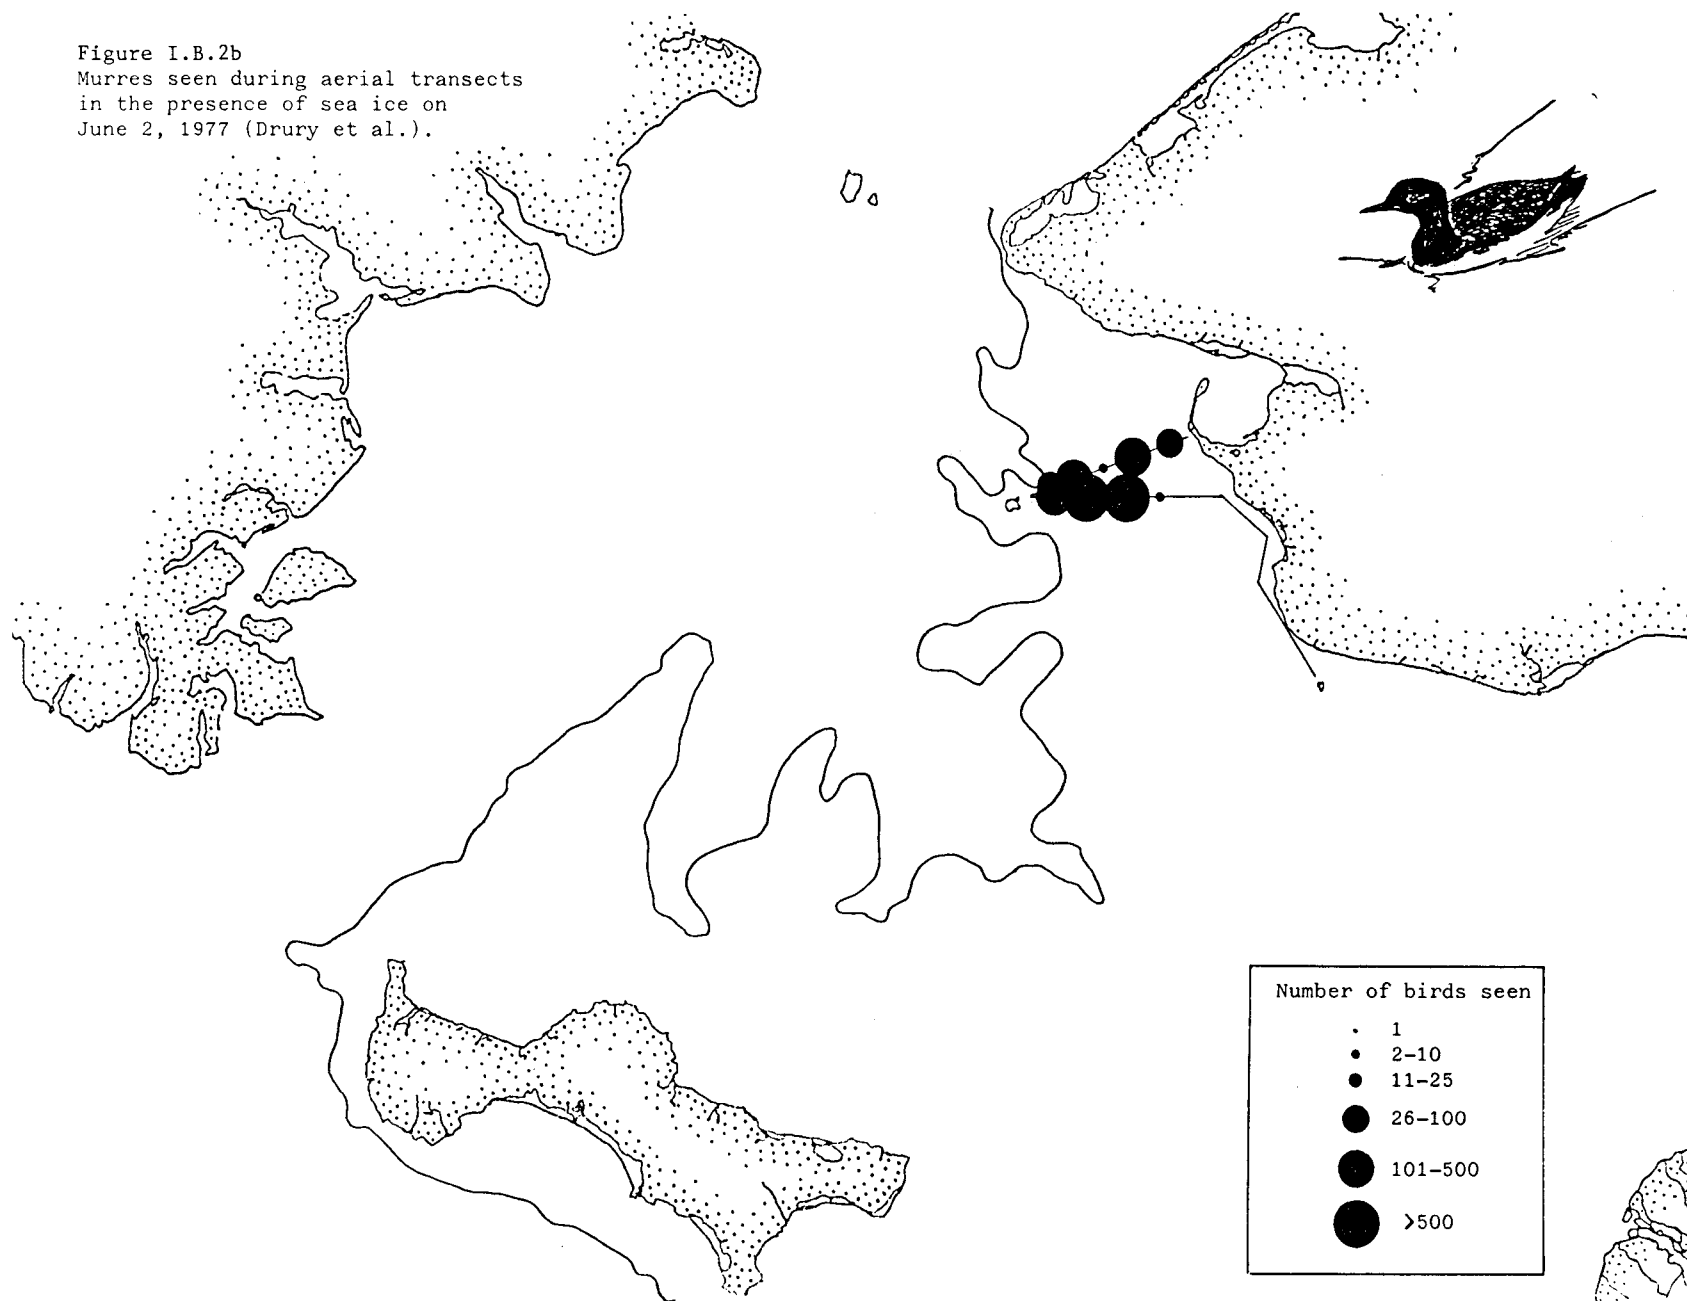 Figure I.B.2b
Murres seen during aerial transects
in the presence of sea ice on
June 2, 1977 (Drury et al.).
Number of birds seen
1
2-10
11-25
26-100
101-500
>500